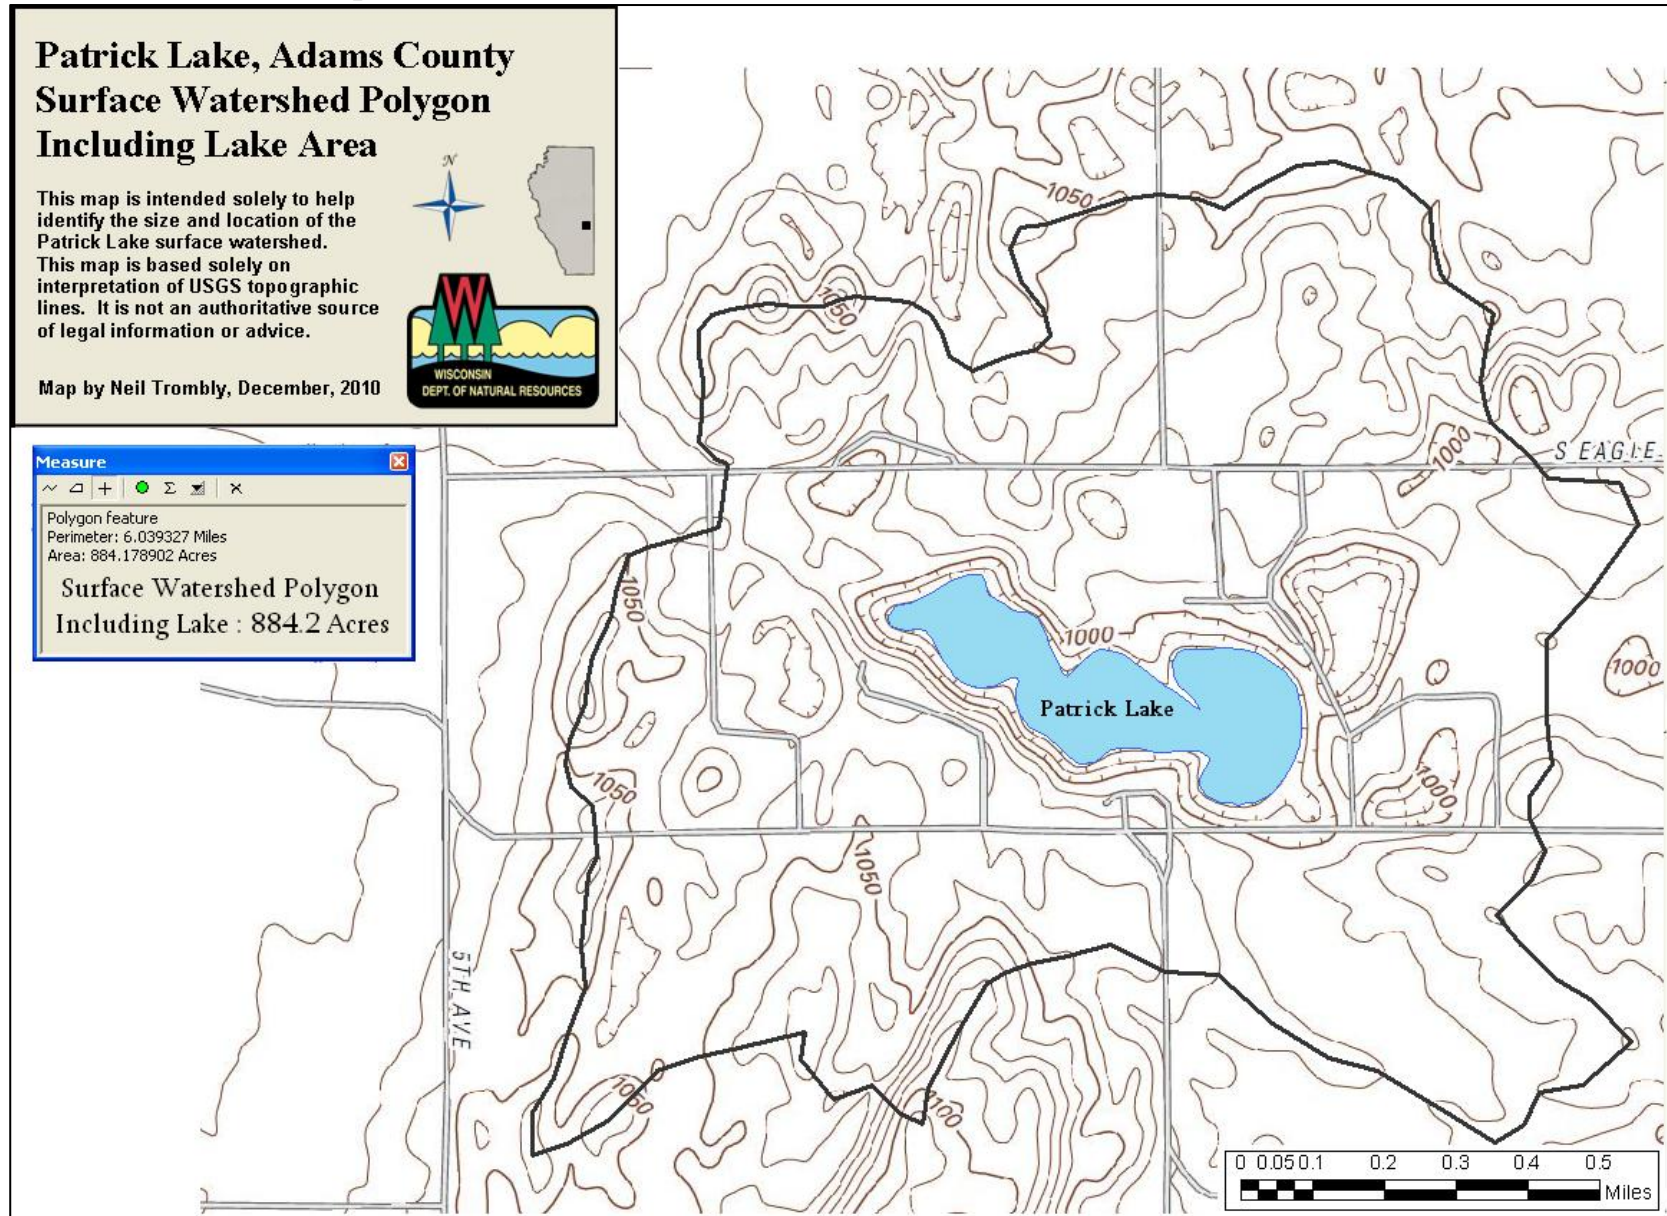 Patrick Lake, Adams County
Surface Watershed Polygon
Including Lake Area
This map is intended solely to help
identify the size and location of the
Patrick Lake surface watershed.
This map is based solely on
interpretation of USGS topographic
lines. It is not an authoritative source
of legal information or advice.
Map by Neil Trombly, December, 2010
N
W
WISCONSIN
DEPT. OF NATURAL RESOURCES
Measure
Polygon feature
Perimeter: 6.039327 Miles
Area: 884.178902 Acres
Surface Watershed Polygon
Including Lake : 884.2 Acres
1050
1050
1000
S EAGLE
1050
1000
1000
Patrick Lake
1050
1000
1050
5TH AVE
1050
1100
0 0.05 0.1 0.2 0.3 0.4 0.5
Miles